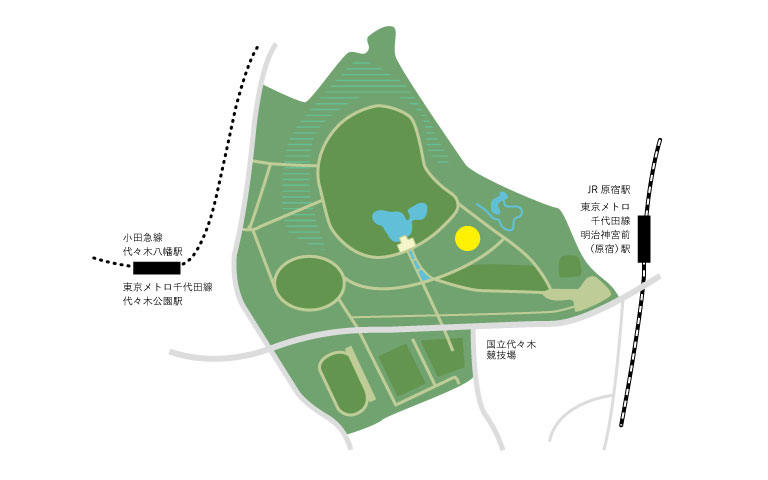 小田急線
代々木八幡駅
東京メトロ千代田線
代々木公園駅
JR 原宿駅
東京メトロ
千代田線
明治神宮前
（原宿）駅
国立代々木
競技場